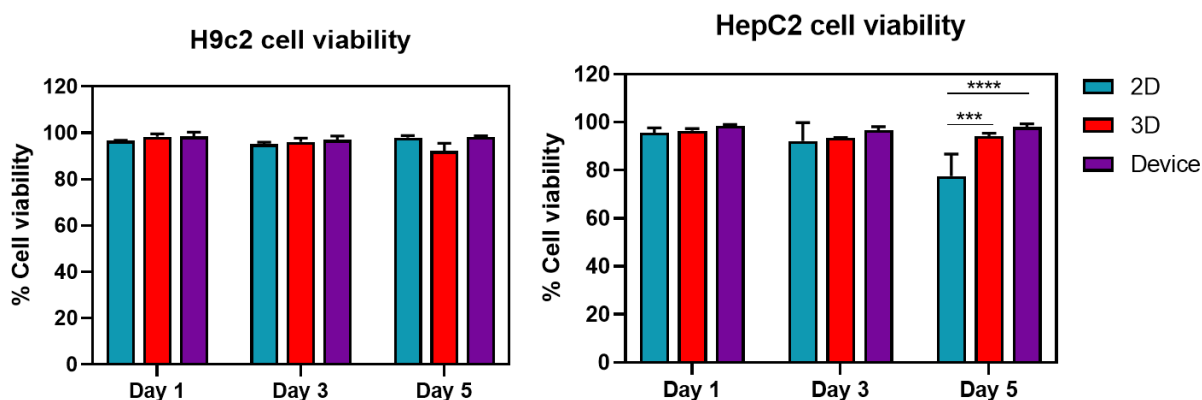 H9c2 cell viability
% Cell viability
120
100
80
60
40
20
0
Day 1 Day 3 Day 5
HepC2 cell viability
% Cell viability
120
100
80
60
40
20
0
****
***
Day 1 Day 3 Day 5
2D
3D
Device